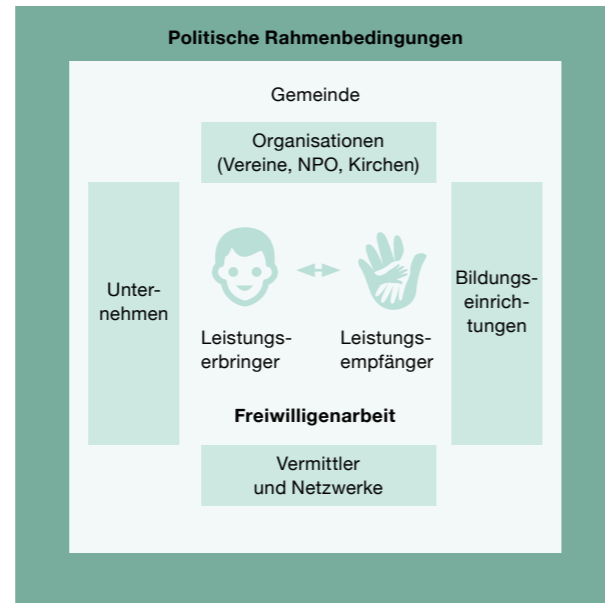 Politische Rahmenbedingungen
Gemeinde
Organisationen
(Vereine, NPO, Kirchen)
Unter-
nehmen
Leistungs-
erbringer
Leistungs-
empfänger
Bildungs-
einrich-
tungen
Freiwilligenarbeit
Vermittler
und Netzwerke